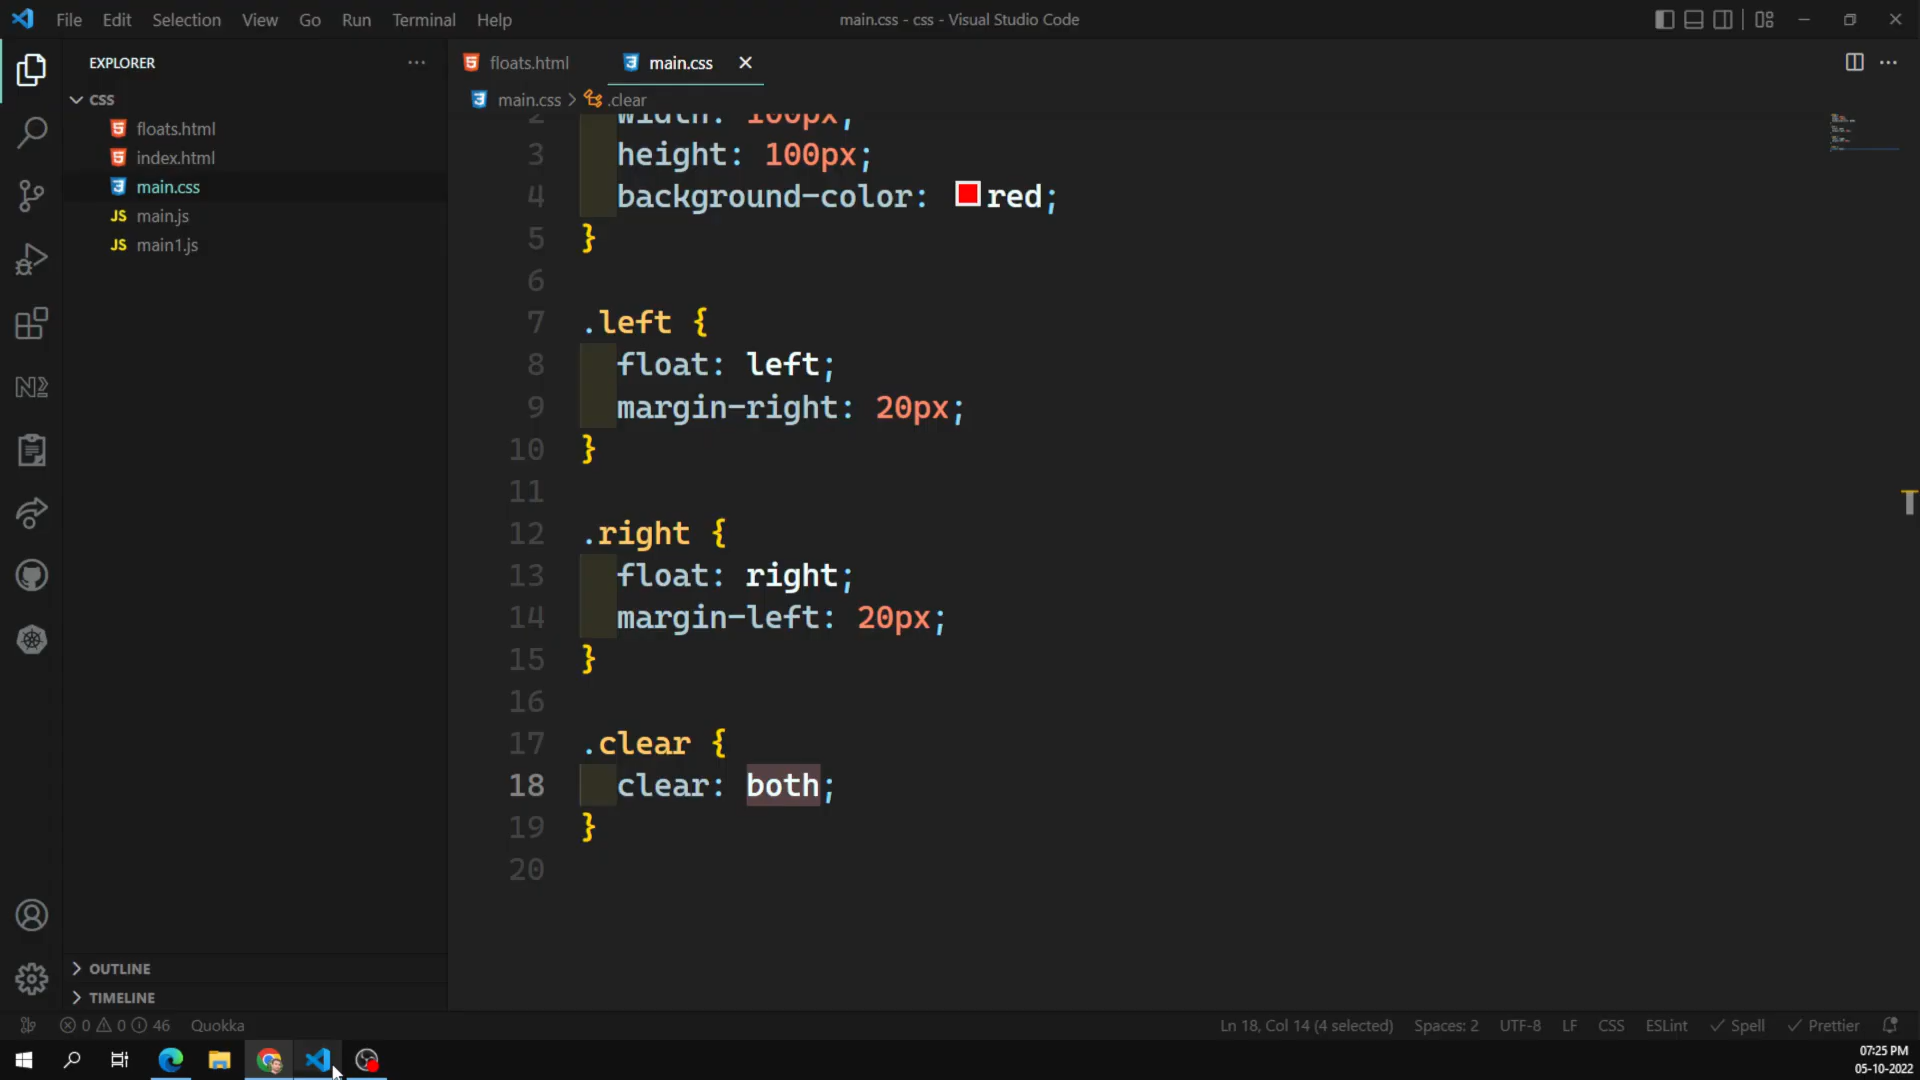 File Edit Selection View Go Run Terminal Help
main.css - css - Visual Studio Code
EXPLORER
CSS
floats.html
index.html
main.css
JS main.js
JS main1.js
OUTLINE
TIMELINE
floats.html
main.css
main.css > .clear
2 width: 100px;
3 height: 100px;
4 background-color: red;
5 }
6
7 .left {
8 float: left;
9 margin-right: 20px;
10 }
11
12 .right {
13 float: right;
14 margin-left: 20px;
15 }
16
17 .clear {
18 clear: both;
19 }
20
0 0 46 Quokka
Ln 18, Col 14 (4 selected) Spaces: 2 UTF-8 LF CSS ESLint Spell Prettier
07:25 PM
05-10-2022